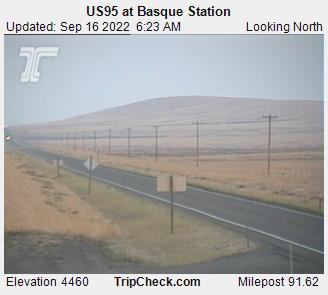 US95 at Basque Station
Updated: Sep 16 2022 6:23 AM Looking North
Elevation 4460 TripCheck.com Milepost 91.62